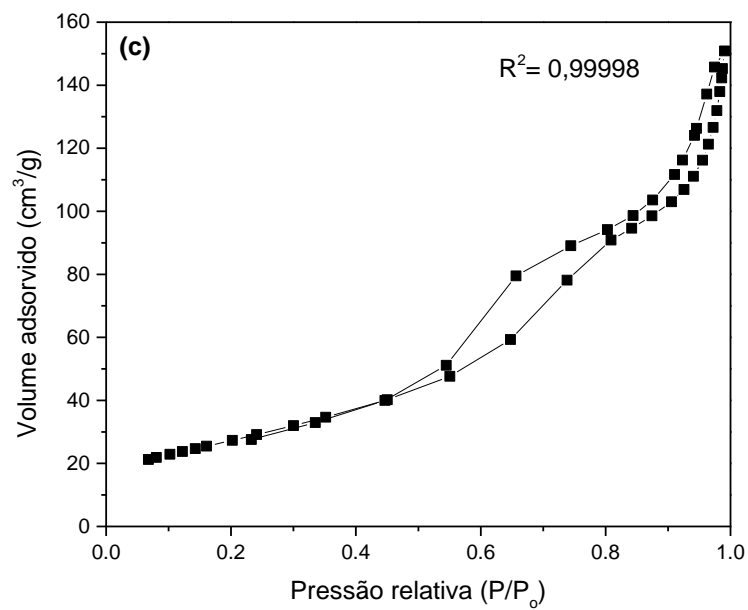 (c)
R²= 0,99998
160
140
120
100
80
60
40
20
0
Volume adsorvido (cm³/g)
0.0 0.2 0.4 0.6 0.8 1.0
Pressão relativa (P/Pₒ)